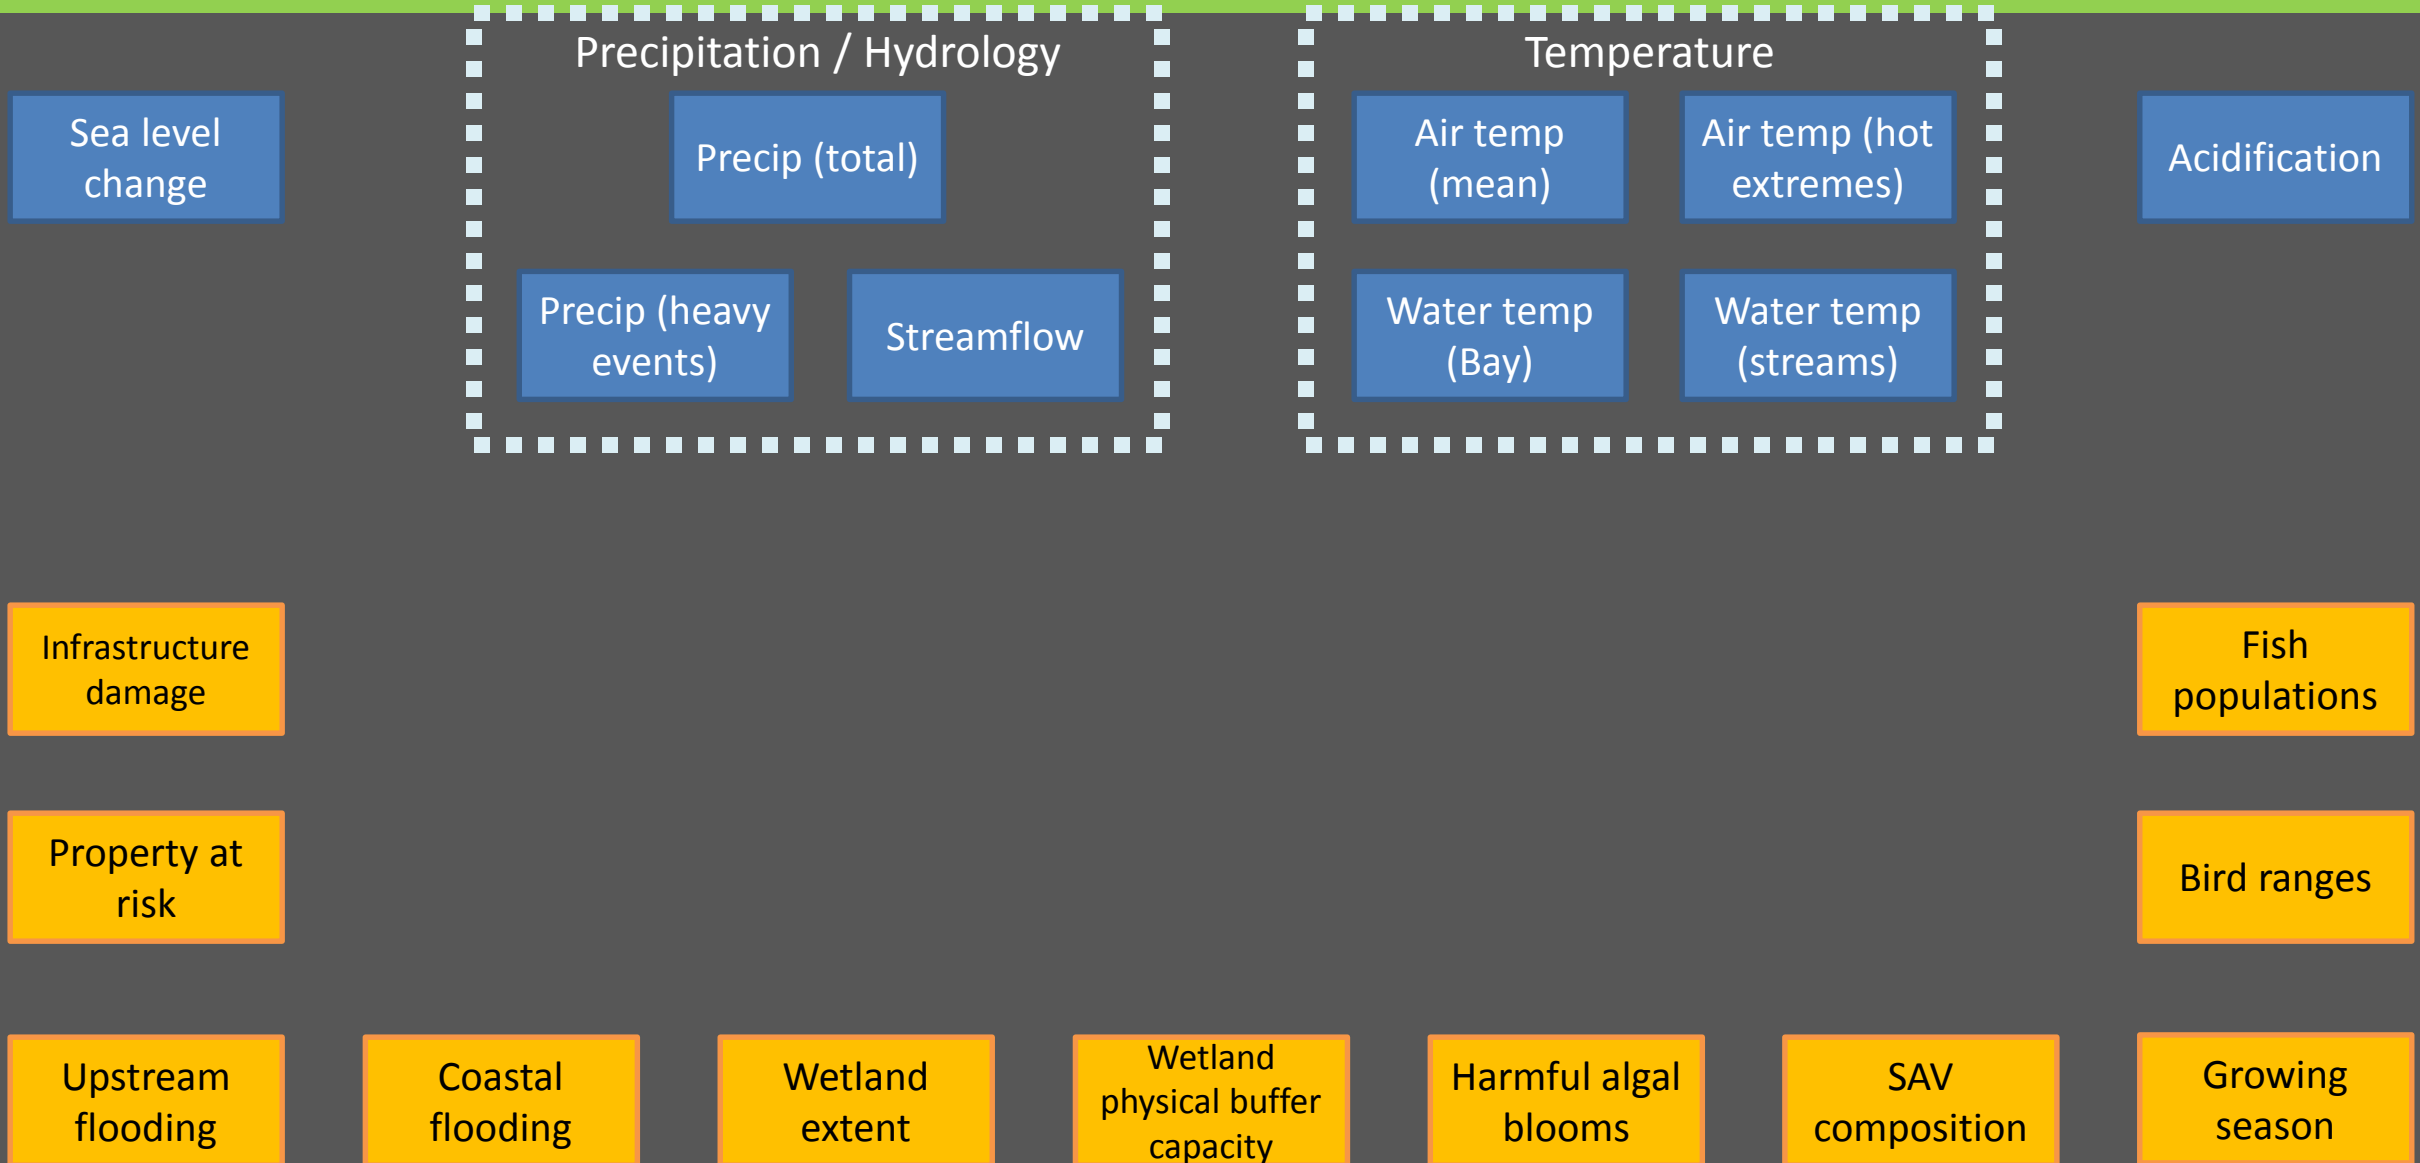 Precipitation / Hydrology
Temperature
Sea level
change
Precip (total)
Air temp
(mean)
Air temp (hot
extremes)
Acidification
Precip (heavy
events)
Streamflow
Water temp
(Bay)
Water temp
(streams)
Infrastructure
damage
Fish
populations
Property at
risk
Bird ranges
Upstream
flooding
Coastal
flooding
Wetland
extent
Wetland
physical buffer
capacity
Harmful algal
blooms
SAV
composition
Growing
season